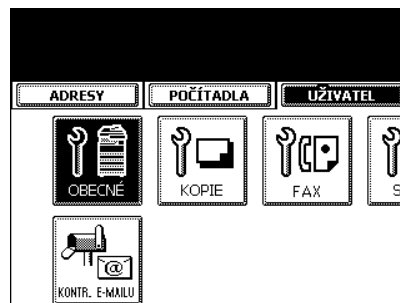 ADRESY POČÍTADLA UŽIVATEL
OBECNÉ KOPIE FAX S
@
KONTR. E-MAILU